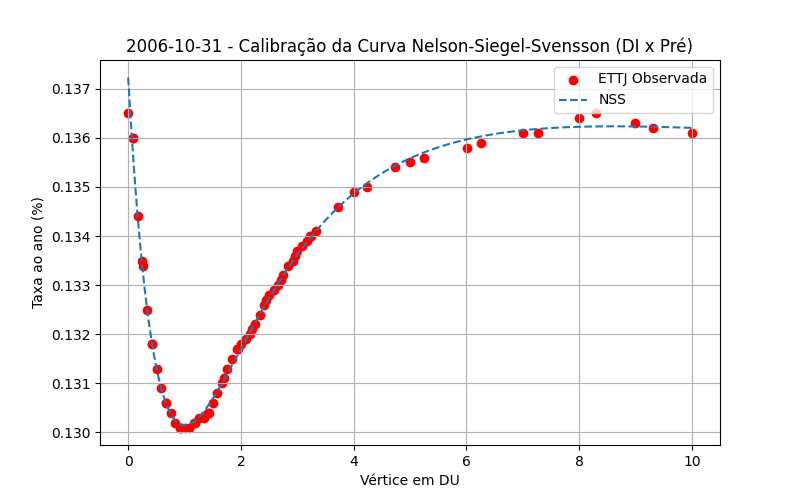 2006-10-31 - Calibração da Curva Nelson-Siegel-Svensson (DI x Pré)
ETTJ Observada
NSS
Taxa ao ano (%)
0.137
0.136
0.135
0.134
0.133
0.132
0.131
0.130
0 2 4 6 8 10
Vértice em DU